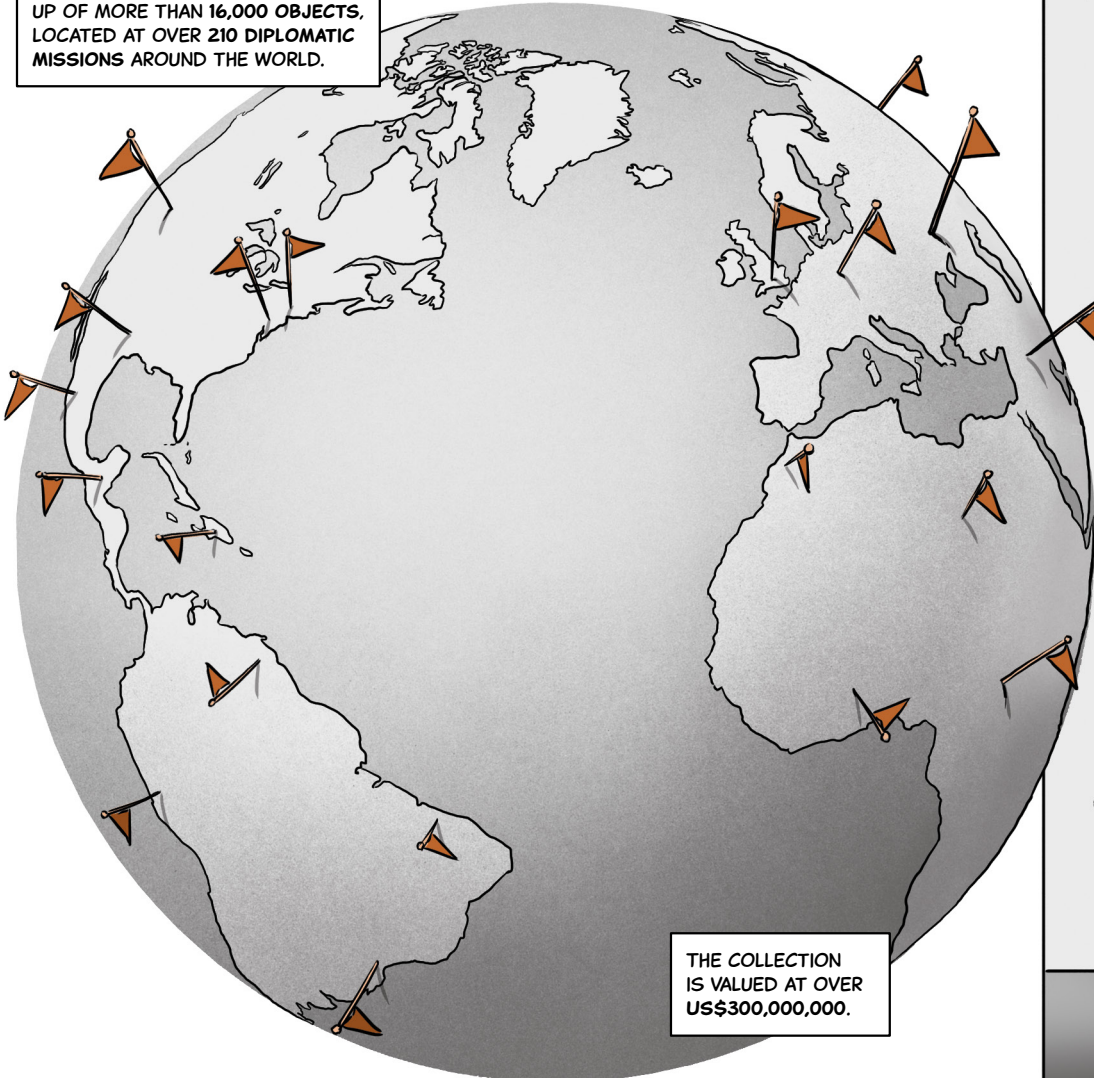 UP OF MORE THAN 16,000 OBJECTS,
LOCATED AT OVER 210 DIPLOMATIC
MISSIONS AROUND THE WORLD.
THE COLLECTION
IS VALUED AT OVER
US$300,000,000.